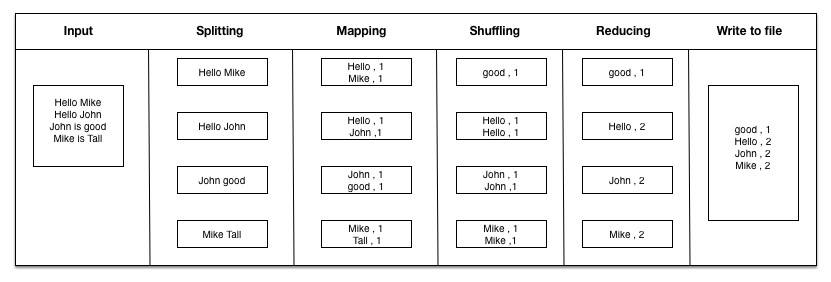 Input
Splitting
Mapping
Shuffling
Reducing
Write to file
Hello Mike
Hello John
John is good
Mike is Tall
Hello Mike
Hello John
John good
Mike Tall
Hello , 1
Mike , 1
Hello , 1
John ,1
John , 1
good , 1
Mike , 1
Tall , 1
good , 1
Hello , 1
Hello , 1
John , 1
John ,1
Mike , 1
Mike ,1
good , 1
Hello , 2
John , 2
Mike , 2
good , 1
Hello , 2
John , 2
Mike , 2